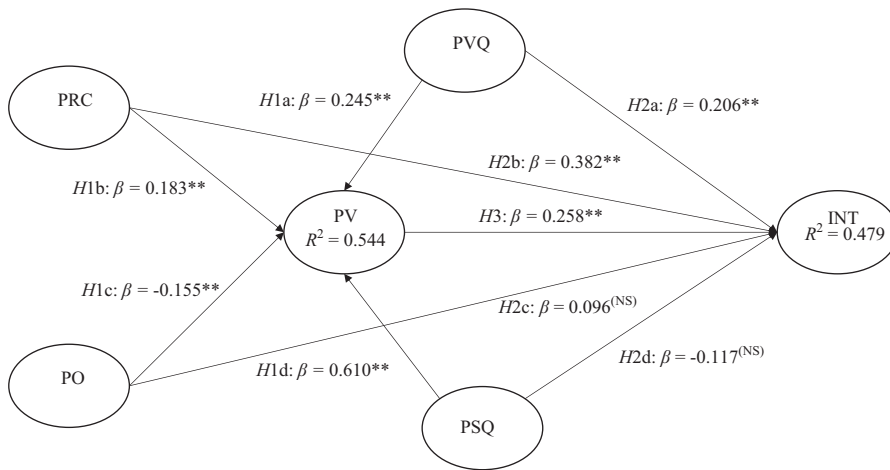 PVQ
PRC
H1a: β = 0.245**
H2a: β = 0.206**
H2b: β = 0.382**
H1b: β = 0.183**
PV
R² = 0.544
H3: β = 0.258**
INT
R² = 0.479
H1c: β = -0.155**
H2c: β = 0.096(NS)
H2d: β = -0.117(NS)
H1d: β = 0.610**
PO
PSQ